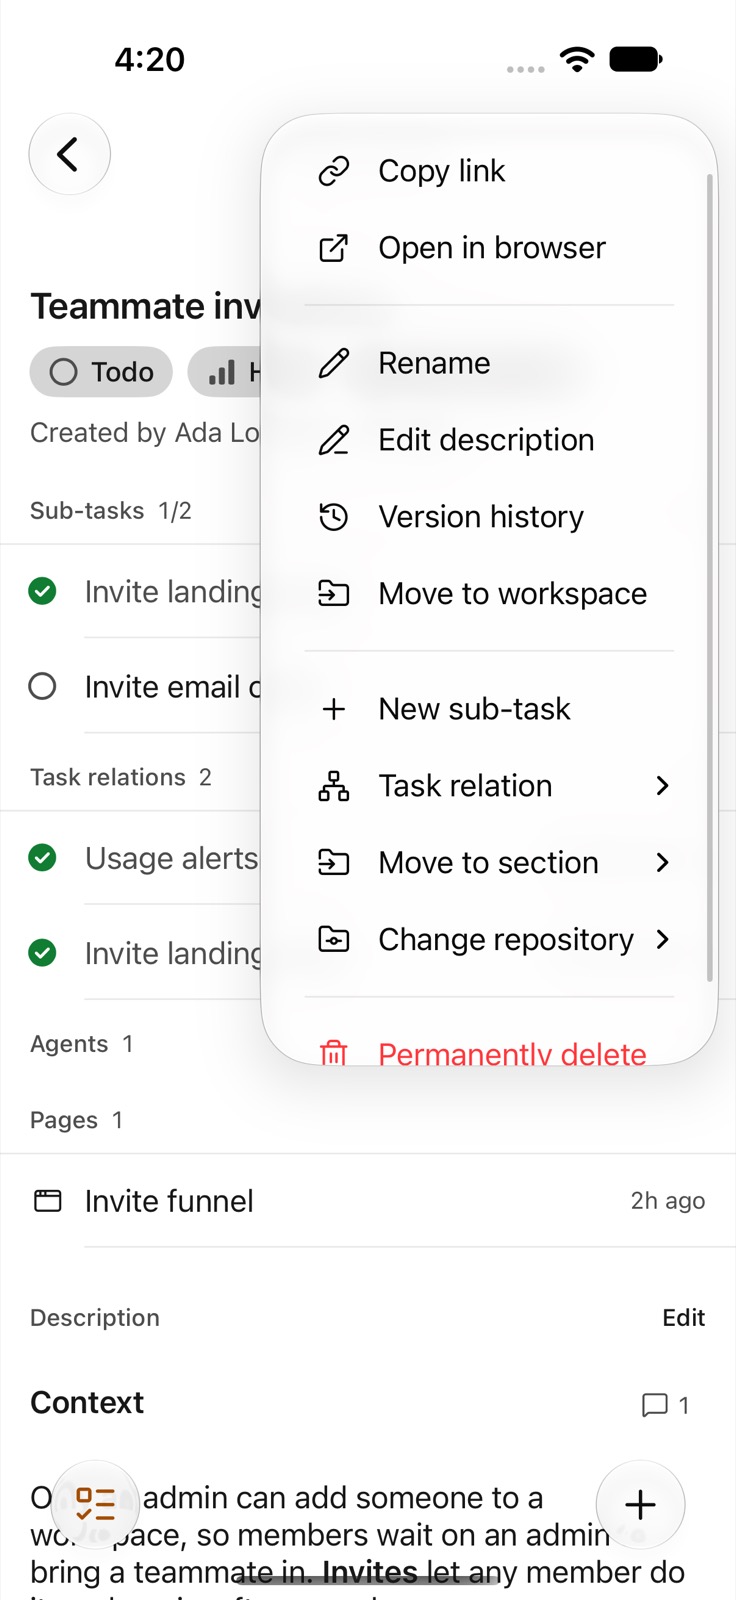 4:20
Copy link
Open in browser
Teammate inv
Rename
Todo
Edit description
Created by Ada Lo
Version history
Sub-tasks 1/2
Invite landing
Move to workspace
Invite email
New sub-task
Task relations 2
Task relation
Usage alerts
Move to section
Invite landing
Change repository
Agents 1
Permanently delete
Pages 1
Invite funnel 2h ago
Description Edit
Context 1
admin can add someone to a
so members wait on an admin
bring a teammate in. Invites let any member do